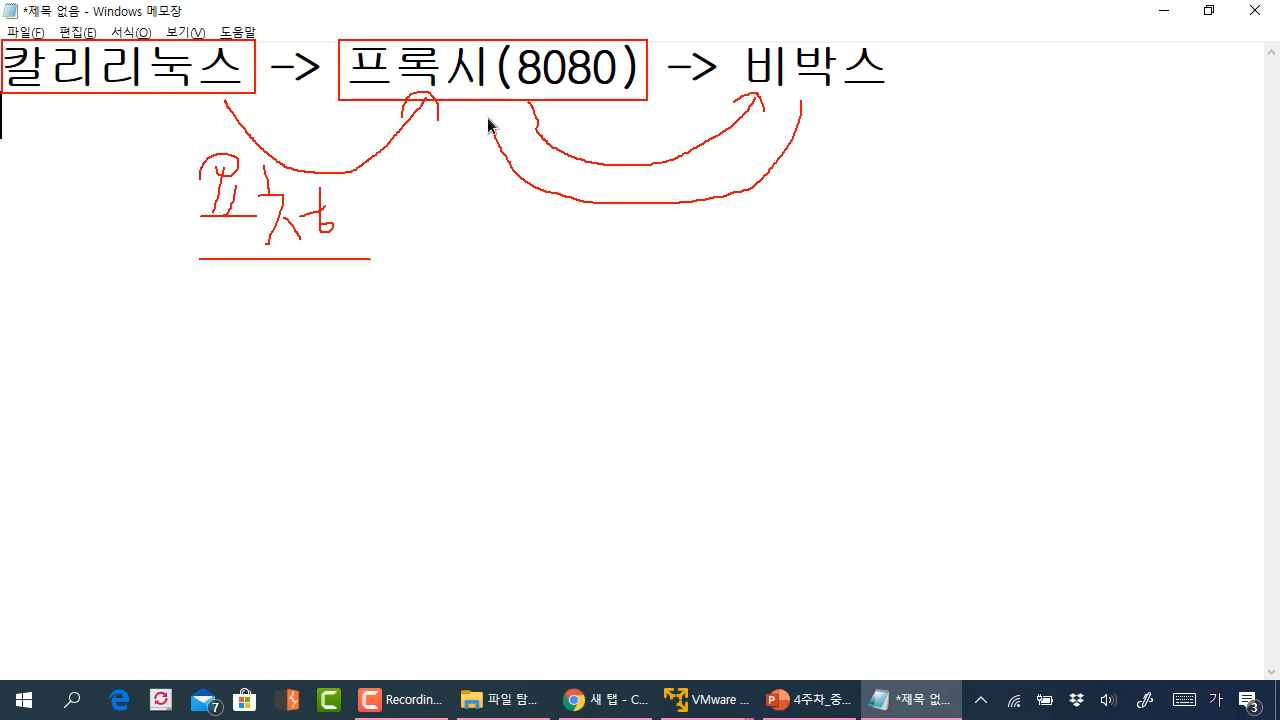 *제목 없음 - Windows 메모장
파일(F) 편집(E) 서식(O) 보기(V) 도움말
칼리리눅스 -> 프록시(8080) -> 비박스
7 Recordin... 파일 탐... 새 탭 - C... VMware ... 4주차_중... *제목 없... 가 3